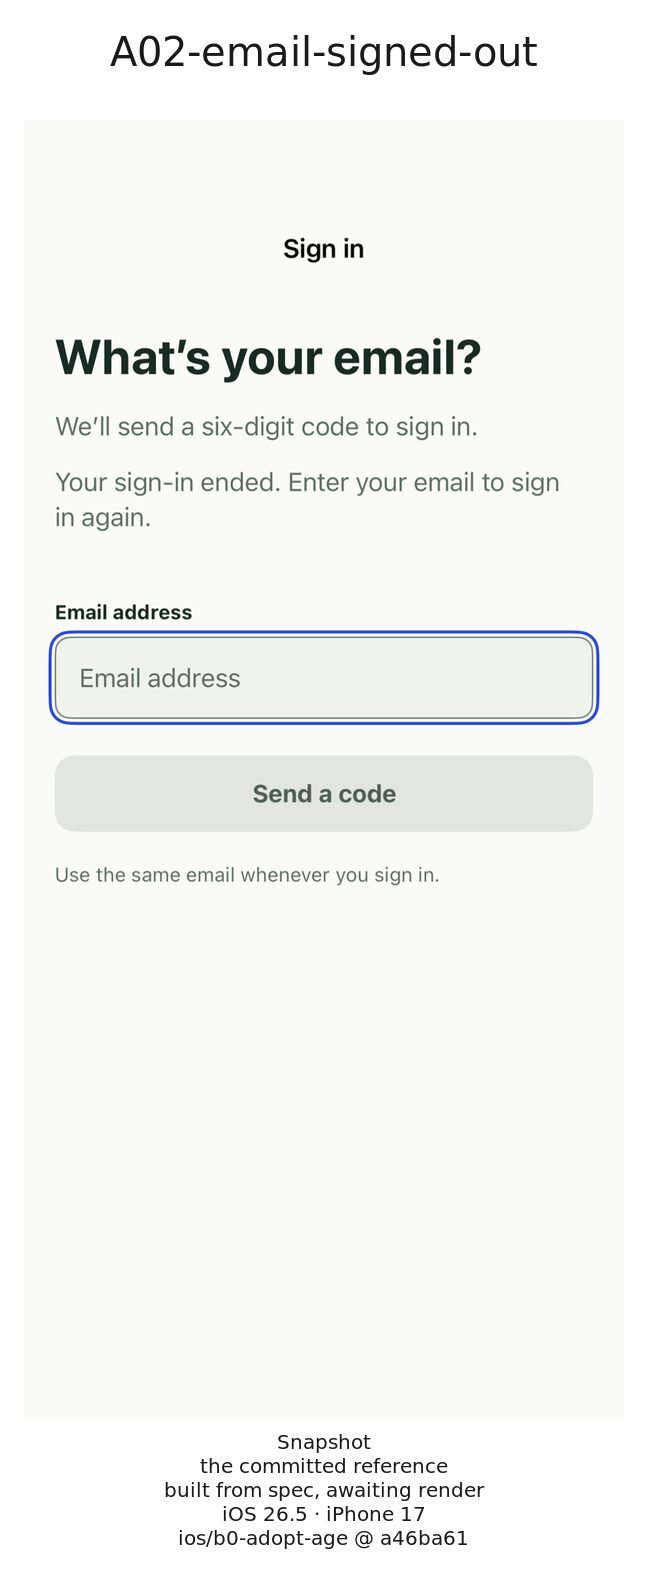 A02-email-signed-out
Sign in
What’s your email?
We’ll send a six-digit code to sign in.
Your sign-in ended. Enter your email to sign
in again.
Email address
Email address
Send a code
Use the same email whenever you sign in.
Snapshot
the committed reference
built from spec, awaiting render
iOS 26.5 · iPhone 17
ios/b0-adopt-age @ a46ba61